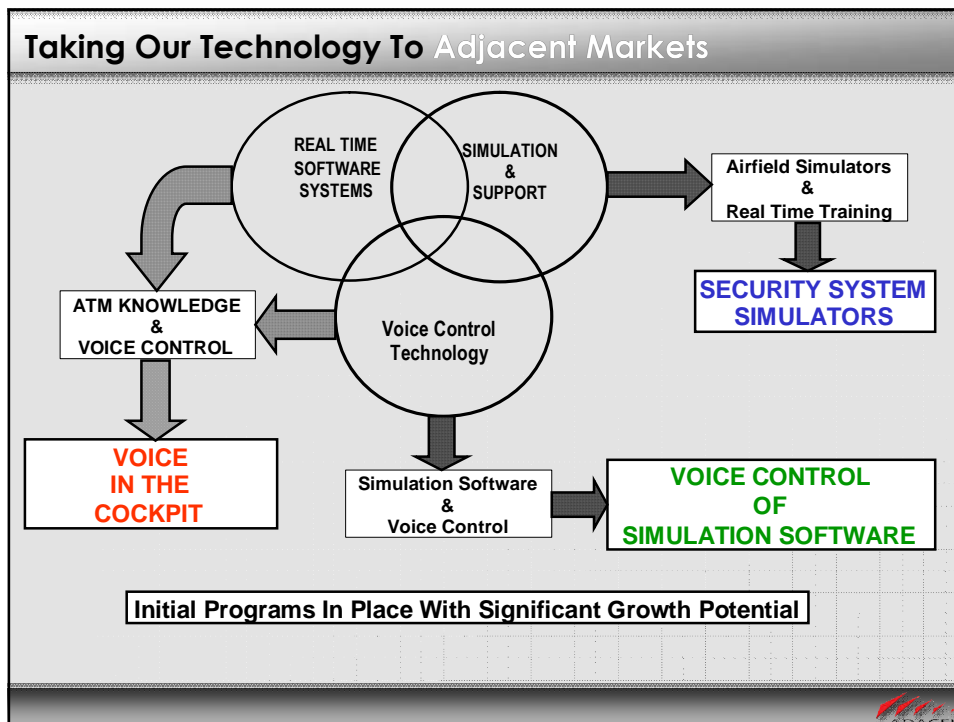 Taking Our Technology To Adjacent Markets
REAL TIME
SOFTWARE
SYSTEMS
SIMULATION
&
SUPPORT
Airfield Simulators
&
Real Time Training
SECURITY SYSTEM
SIMULATORS
ATM KNOWLEDGE
&
VOICE CONTROL
Voice Control
Technology
VOICE
IN THE
COCKPIT
Simulation Software
&
Voice Control
VOICE CONTROL
OF
SIMULATION SOFTWARE
Initial Programs In Place With Significant Growth Potential